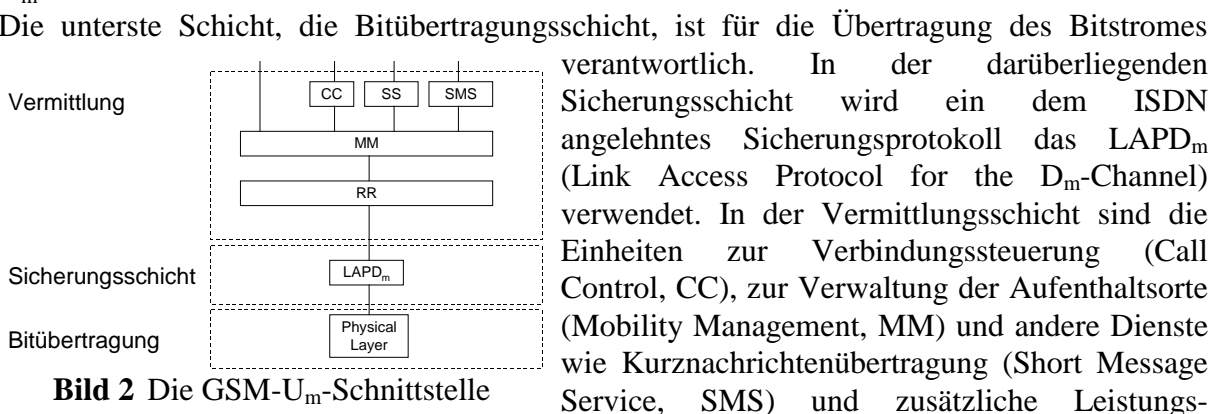 m
Die unterste Schicht, die Bitübertragungsschicht, ist für die Übertragung des Bitstromes
verantwortlich. In der darüberliegenden
Sicherungsschicht wird ein dem ISDN
angelehntes Sicherungsprotokoll das LAPDm
(Link Access Protocol for the Dm-Channel)
verwendet. In der Vermittlungsschicht sind die
Einheiten zur Verbindungssteuerung (Call
Control, CC), zur Verwaltung der Aufenthaltsorte
(Mobility Management, MM) und andere Dienste
wie Kurznachrichtenübertragung (Short Message
Service, SMS) und zusätzliche Leistungs-
Vermittlung
CC SS SMS
MM
RR
Sicherungsschicht
LAPDm
Bitübertragung
Physical
Layer
Bild 2 Die GSM-Um-Schnittstelle